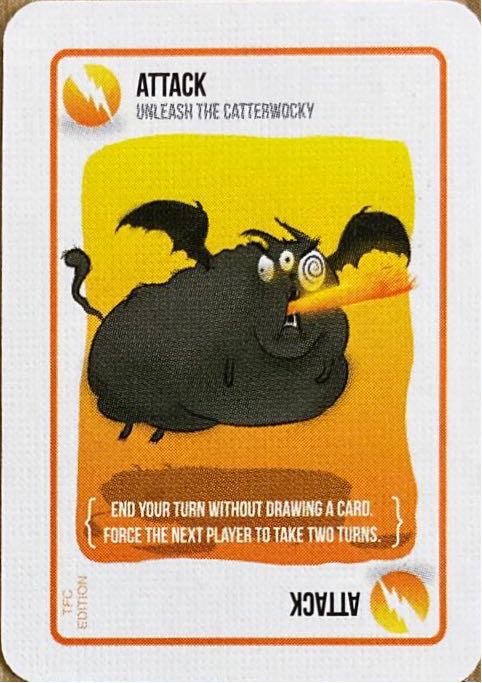 ATTACK
UNLEASH THE CATTERWOCKY
END YOUR TURN WITHOUT DRAWING A CARD.
FORCE THE NEXT PLAYER TO TAKE TWO TURNS.
TFC
EDITION
ATTACK